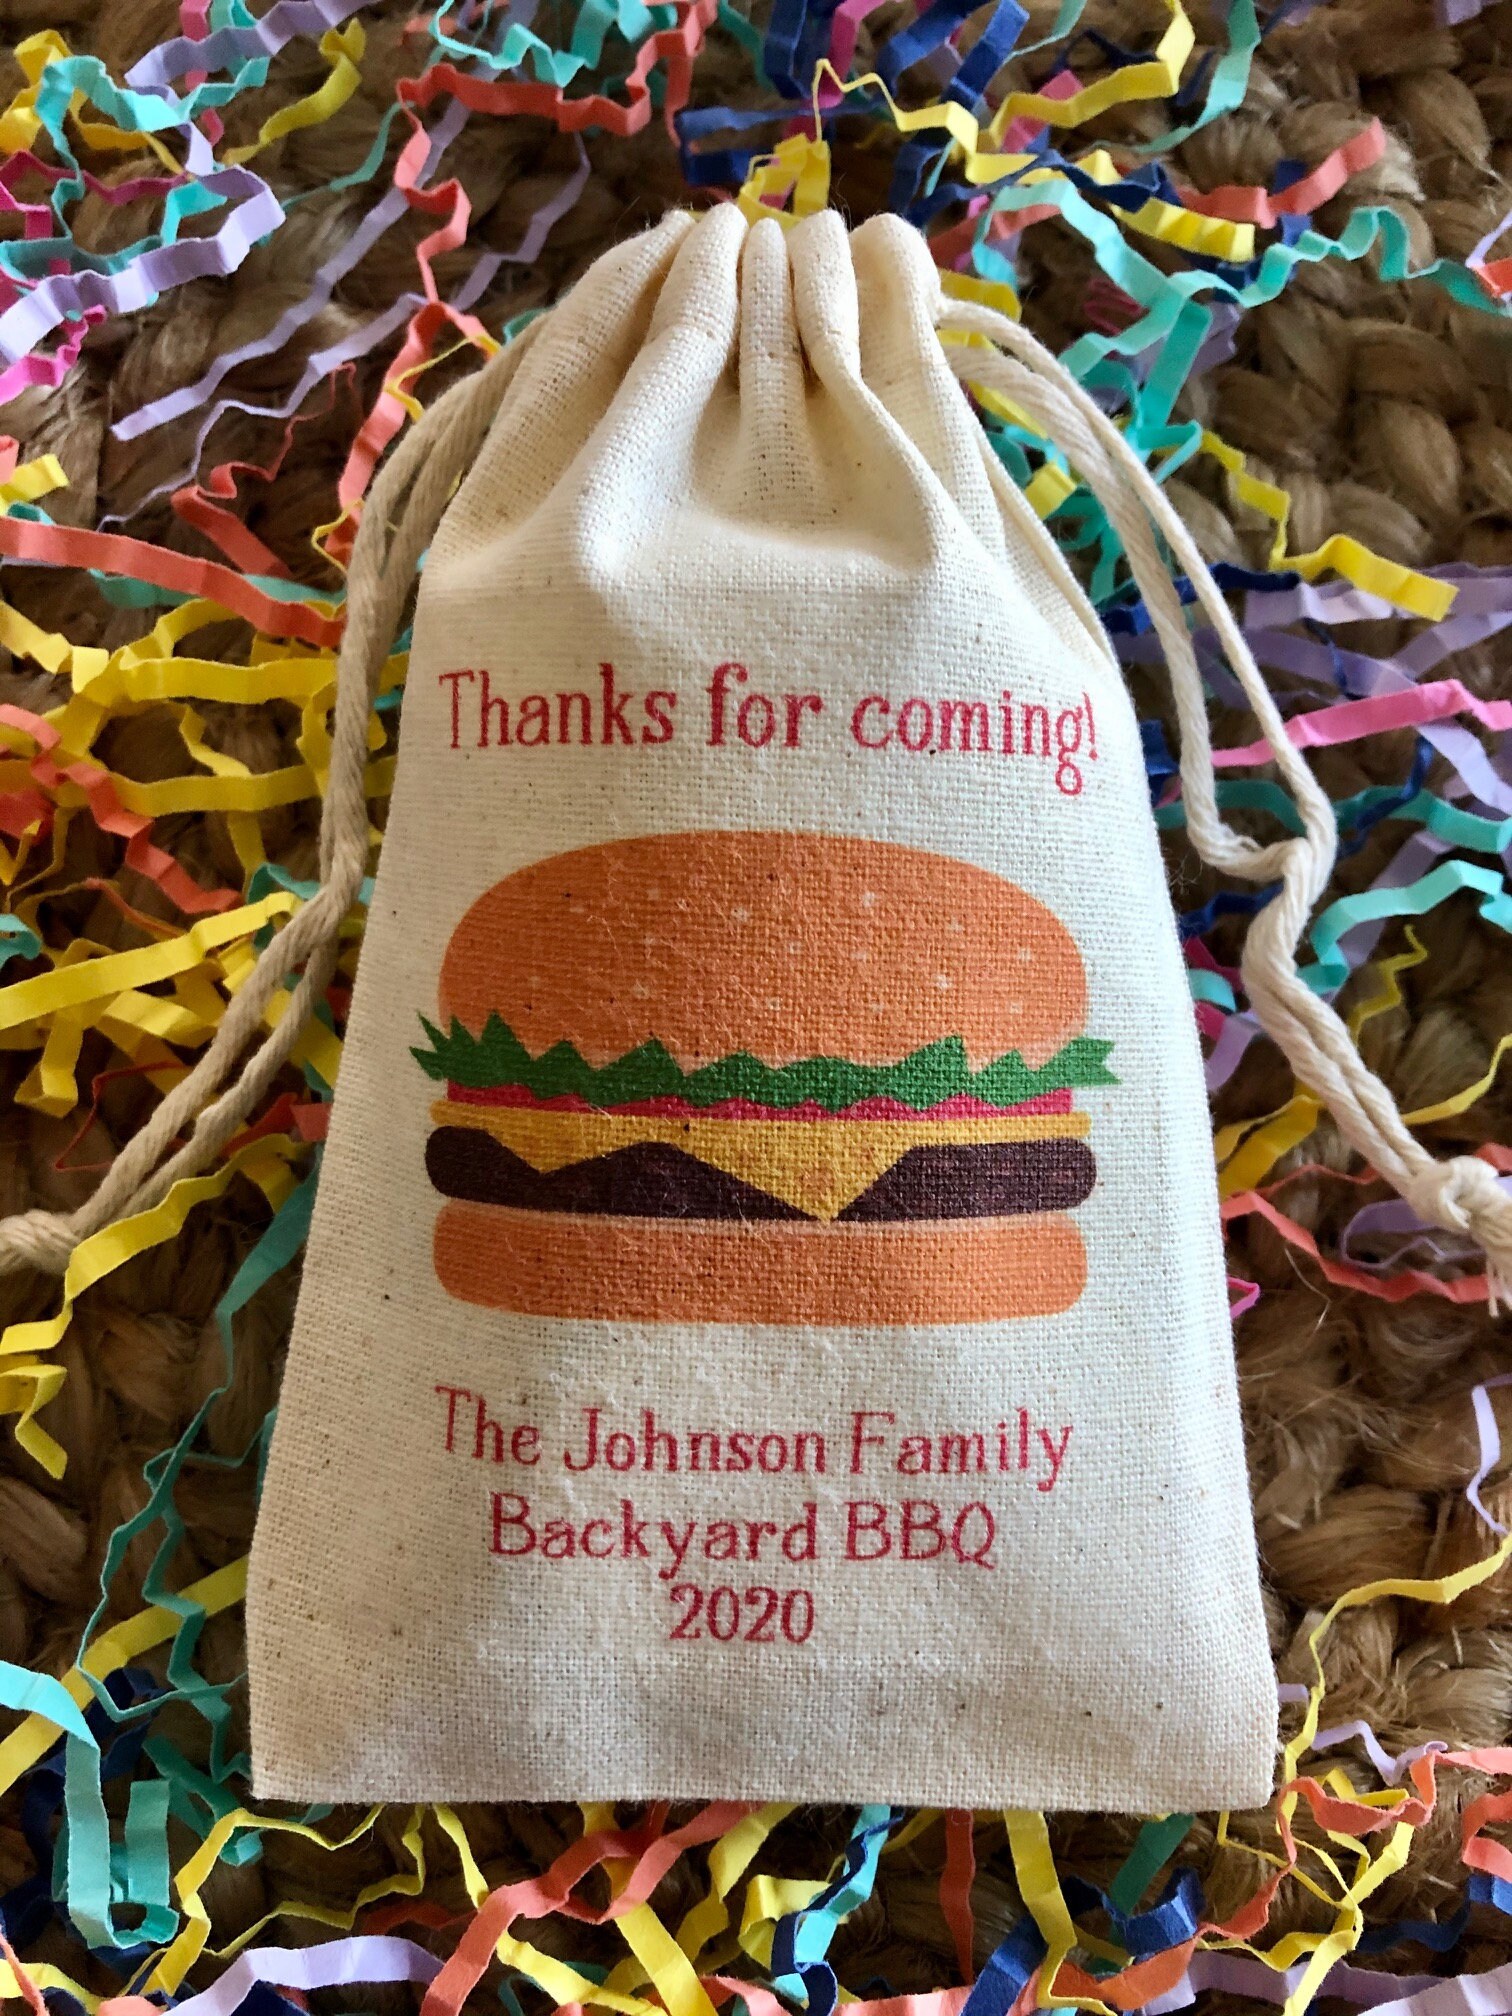 Thanks for coming!
The Johnson Family
Backyard BBQ
2020